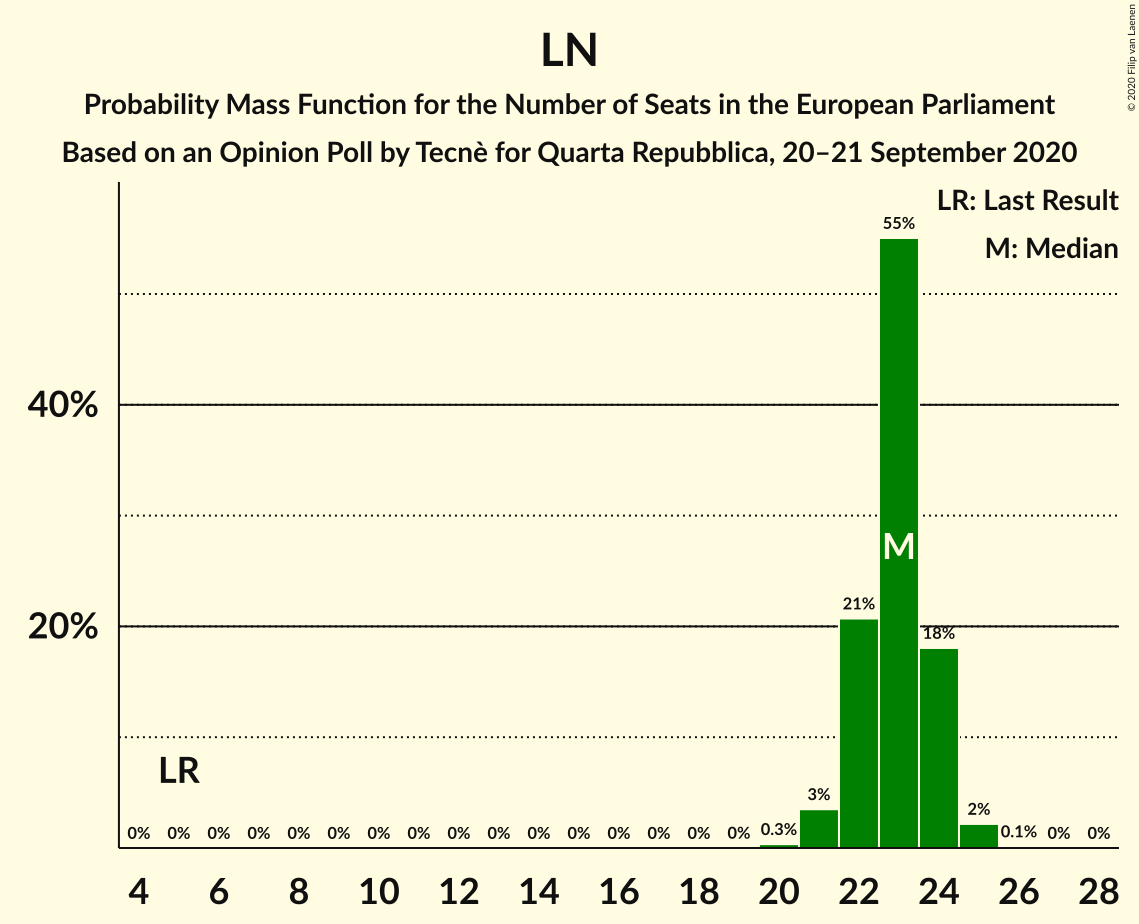 LN
Probability Mass Function for the Number of Seats in the European Parliament
Based on an Opinion Poll by Tecnè for Quarta Repubblica, 20–21 September 2020
© 2020 Filip van Laenen
LR: Last Result
M: Median
55%
40%
M
21%
20%
18%
LR
3%
2%
0% 0% 0% 0% 0% 0% 0% 0% 0% 0% 0% 0% 0% 0% 0% 0% 0.3% 0.1% 0% 0%
4 6 8 10 12 14 16 18 20 22 24 26 28